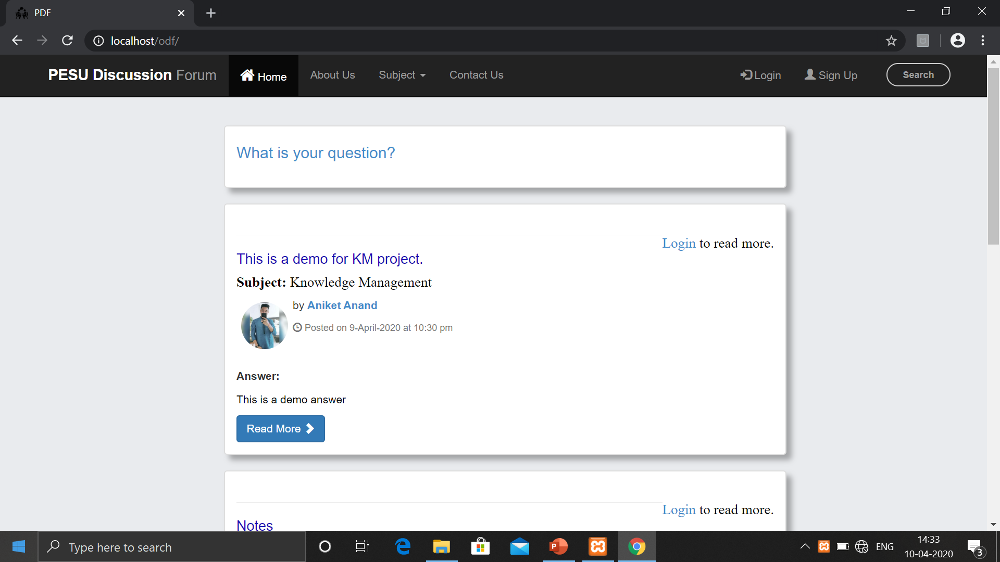 PDF
localhost/odf/
PESU Discussion Forum Home About Us Subject Contact Us Login Sign Up Search
What is your question?
Login to read more.
This is a demo for KM project.
Subject: Knowledge Management
by Aniket Anand
Posted on 9-April-2020 at 10:30 pm
Answer:
This is a demo answer
Read More
Login to read more.
Notes
Type here to search
P
ENG
14:33
10-04-2020
3